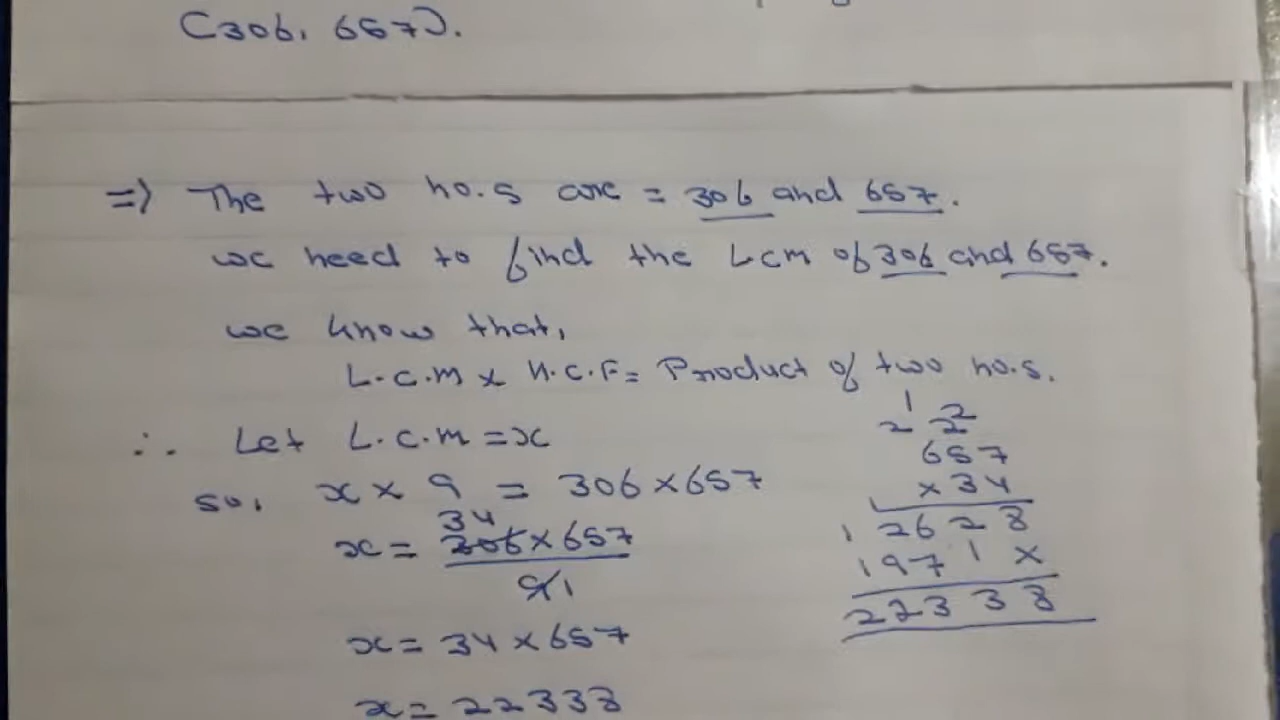 (306, 657).
=) The two no.s are = 306 and 657.
we need to find the Lcm of 306 and 657.
we know that,
L.c.m x H.C.F = Product of two no.s.
∴ Let L.c.m = x
so, x × 9 = 306 × 657
34
x = 306 × 657
9 1
x = 34 × 657
x = 22338
1 2
2 2
657
× 34
1 2628
1971 ×
22338